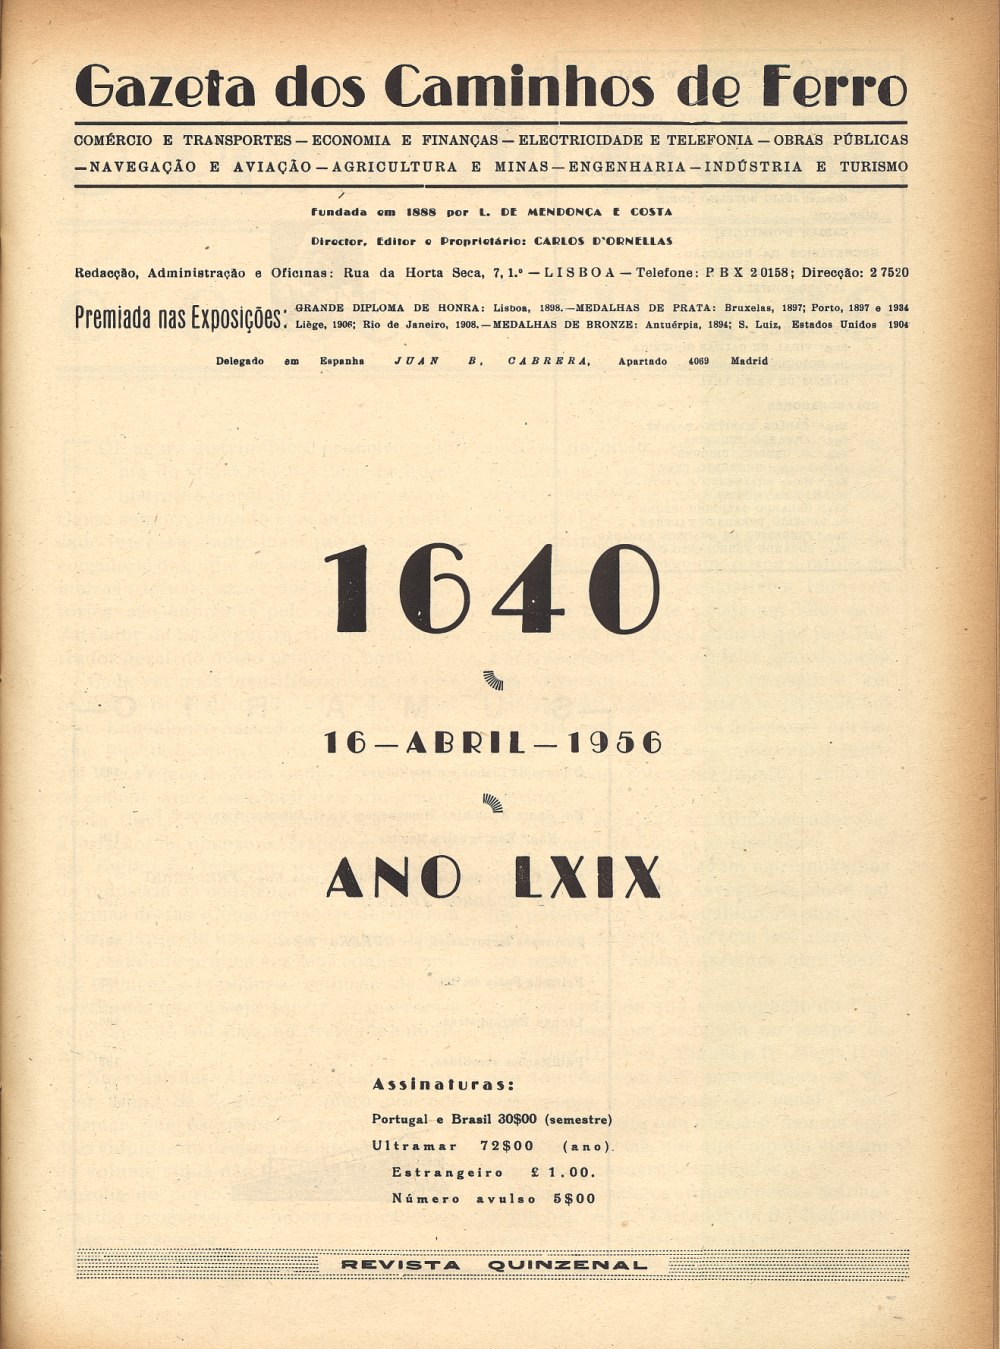 Gazeta dos Caminhos de Ferro
COMÉRCIO E TRANSPORTES — ECONOMIA E FINANÇAS — ELECTRICIDADE E TELEFONIA — OBRAS PÚBLICAS
—NAVEGAÇÃO E AVIAÇÃO — AGRICULTURA E MINAS — ENGENHARIA — INDÚSTRIA E TURISMO
Fundada em 1888 por L. DE MENDONÇA E COSTA
Director, Editor e Proprietário: CARLOS D'ORNELLAS
Redacção, Administração e Oficinas: Rua da Horta Seca, 7, 1.º — LISBOA — Telefone: PBX 20158; Direcção: 27520
Premiada nas Exposições:
GRANDE DIPLOMA DE HONRA: Lisboa, 1898.—MEDALHAS DE PRATA: Bruxelas, 1897; Porto, 1897 e 1934
Liège, 1906; Rio de Janeiro, 1908.—MEDALHAS DE BRONZE: Antuérpia, 1894; S. Luiz, Estados Unidos 1904
Delegado em Espanha JUAN B. CABRERA, Apartado 4069 Madrid
1640
16—ABRIL—1956
ANO LXIX
Assinaturas:
Portugal e Brasil 30$00 (semestre)
Ultramar 72$00 (ano).
Estrangeiro £ 1.00.
Número avulso 5$00
REVISTA QUINZENAL